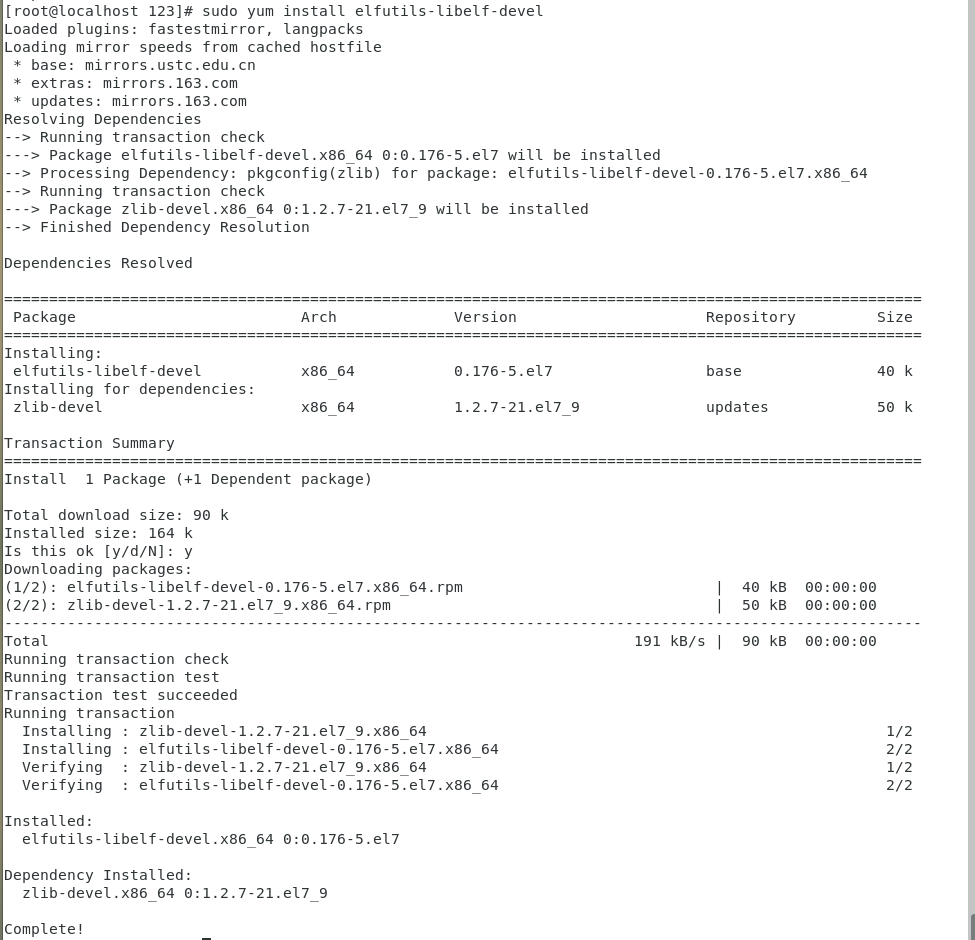 [root@localhost 123]# sudo yum install elfutils-libelf-devel
Loaded plugins: fastestmirror, langpacks
Loading mirror speeds from cached hostfile
 * base: mirrors.ustc.edu.cn
 * extras: mirrors.163.com
 * updates: mirrors.163.com
Resolving Dependencies
--> Running transaction check
---> Package elfutils-libelf-devel.x86_64 0:0.176-5.el7 will be installed
--> Processing Dependency: pkgconfig(zlib) for package: elfutils-libelf-devel-0.176-5.el7.x86_64
--> Running transaction check
---> Package zlib-devel.x86_64 0:1.2.7-21.el7_9 will be installed
--> Finished Dependency Resolution

Dependencies Resolved

======================================================================================================
 Package                         Arch           Version                     Repository         Size
======================================================================================================
Installing:
 elfutils-libelf-devel           x86_64           0.176-5.el7                 base               40 k
Installing for dependencies:
 zlib-devel                      x86_64           1.2.7-21.el7_9              updates            50 k

Transaction Summary
======================================================================================================
Install  1 Package (+1 Dependent package)

Total download size: 90 k
Installed size: 164 k
Is this ok [y/d/N]: y
Downloading packages:
(1/2): elfutils-libelf-devel-0.176-5.el7.x86_64.rpm                            |  40 kB  00:00:00
(2/2): zlib-devel-1.2.7-21.el7_9.x86_64.rpm                                    |  50 kB  00:00:00
------------------------------------------------------------------------------------------------------
Total                                                                 191 kB/s |  90 kB  00:00:00
Running transaction check
Running transaction test
Transaction test succeeded
Running transaction
  Installing : zlib-devel-1.2.7-21.el7_9.x86_64                                                   1/2
  Installing : elfutils-libelf-devel-0.176-5.el7.x86_64                                           2/2
  Verifying  : zlib-devel-1.2.7-21.el7_9.x86_64                                                   1/2
  Verifying  : elfutils-libelf-devel-0.176-5.el7.x86_64                                           2/2

Installed:
  elfutils-libelf-devel.x86_64 0:0.176-5.el7

Dependency Installed:
  zlib-devel.x86_64 0:1.2.7-21.el7_9

Complete!